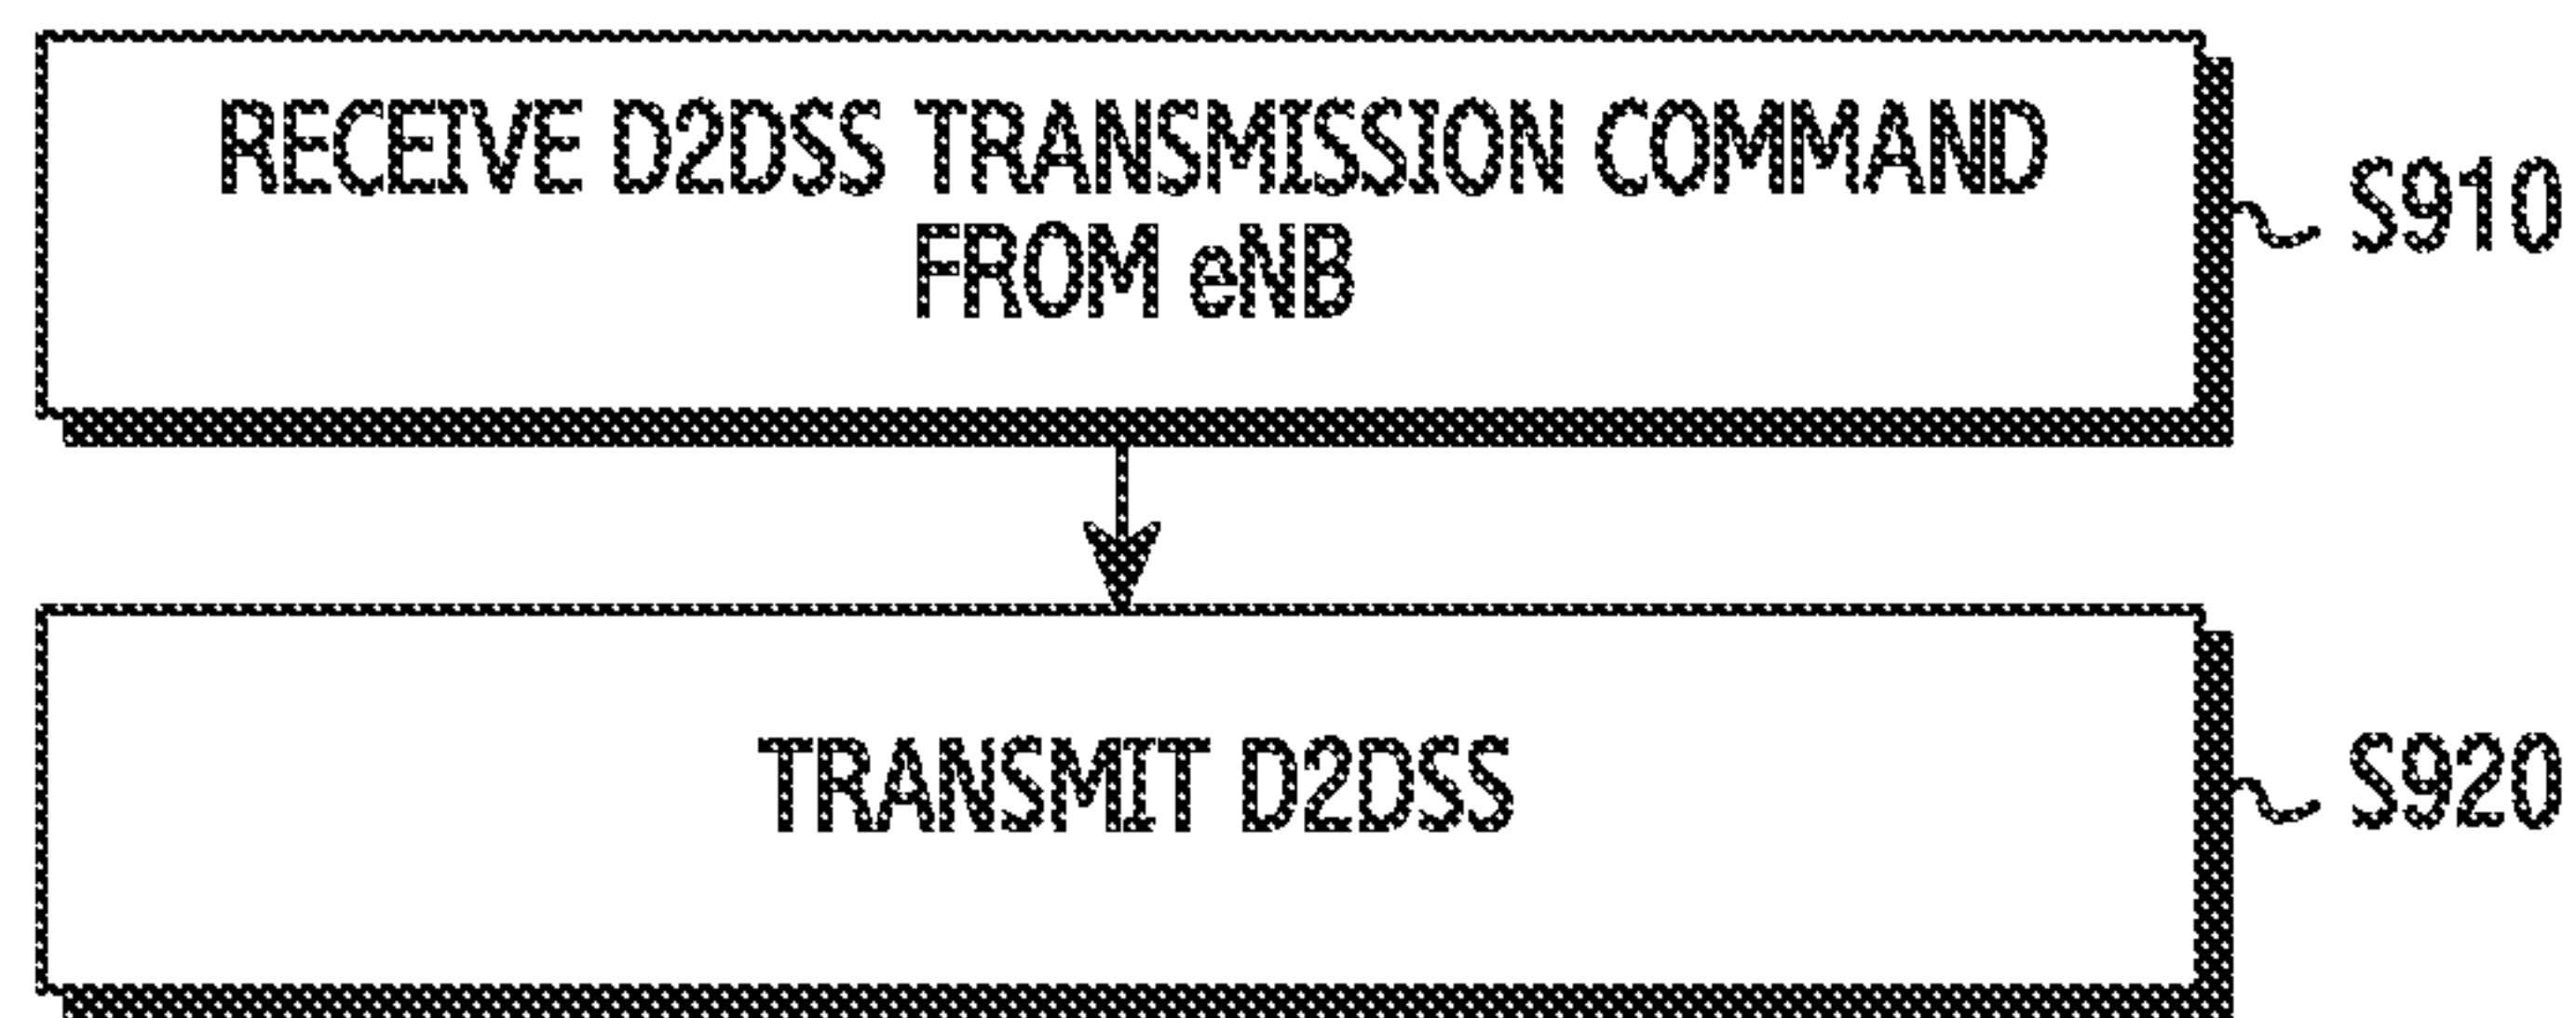 RECEIVE D2DSS TRANSMISSION COMMAND
FROM eNB
S910
TRANSMIT D2DSS
S920